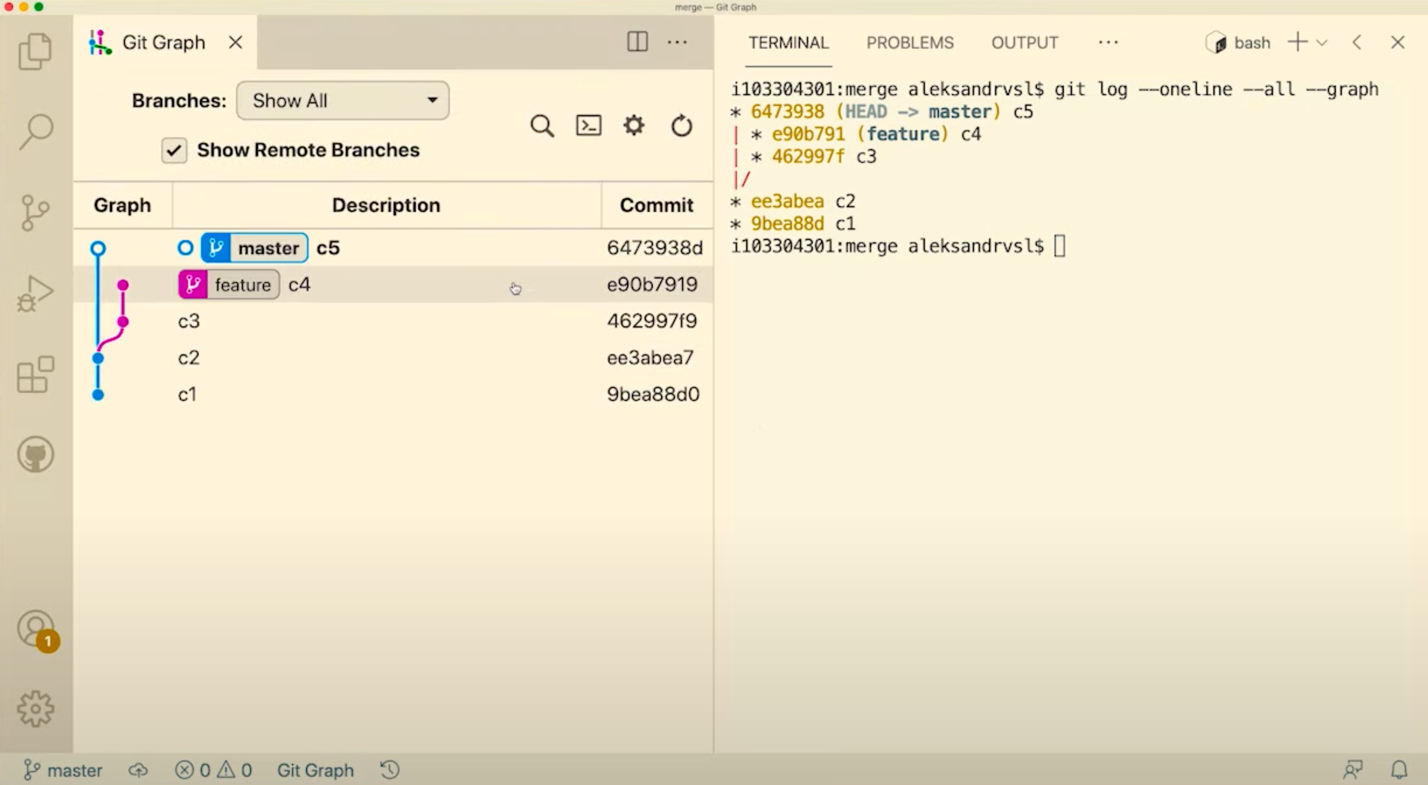 merge — Git Graph
Git Graph
Branches: Show All
Show Remote Branches
Graph Description Commit
master c5 6473938d
feature c4 e90b7919
c3 462997f9
c2 ee3abea7
c1 9bea88d0
TERMINAL PROBLEMS OUTPUT ··· bash
i103304301:merge aleksandrvsl$ git log --oneline --all --graph
* 6473938 (HEAD -> master) c5
| * e90b791 (feature) c4
| * 462997f c3
|/
* ee3abea c2
* 9bea88d c1
i103304301:merge aleksandrvsl$
1
master 0 0 Git Graph